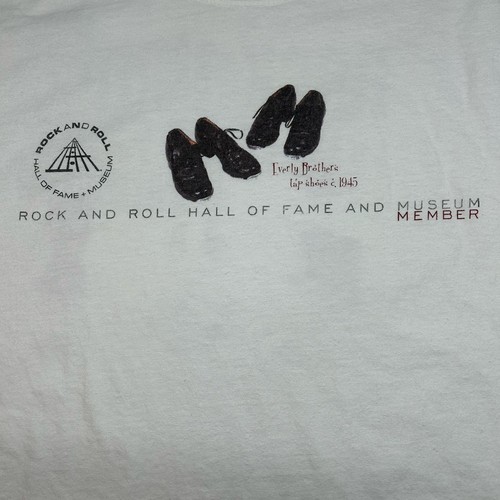 ROCK AND ROLL
HALL OF FAME + MUSEUM
Everly Brothers
tap shoes c. 1945
ROCK AND ROLL HALL OF FAME AND MUSEUM
MEMBER